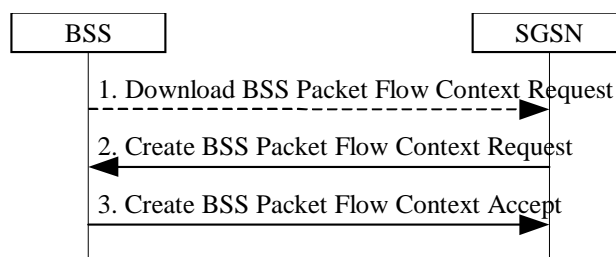 BSS
SGSN
1. Download BSS Packet Flow Context Request
2. Create BSS Packet Flow Context Request
3. Create BSS Packet Flow Context Accept